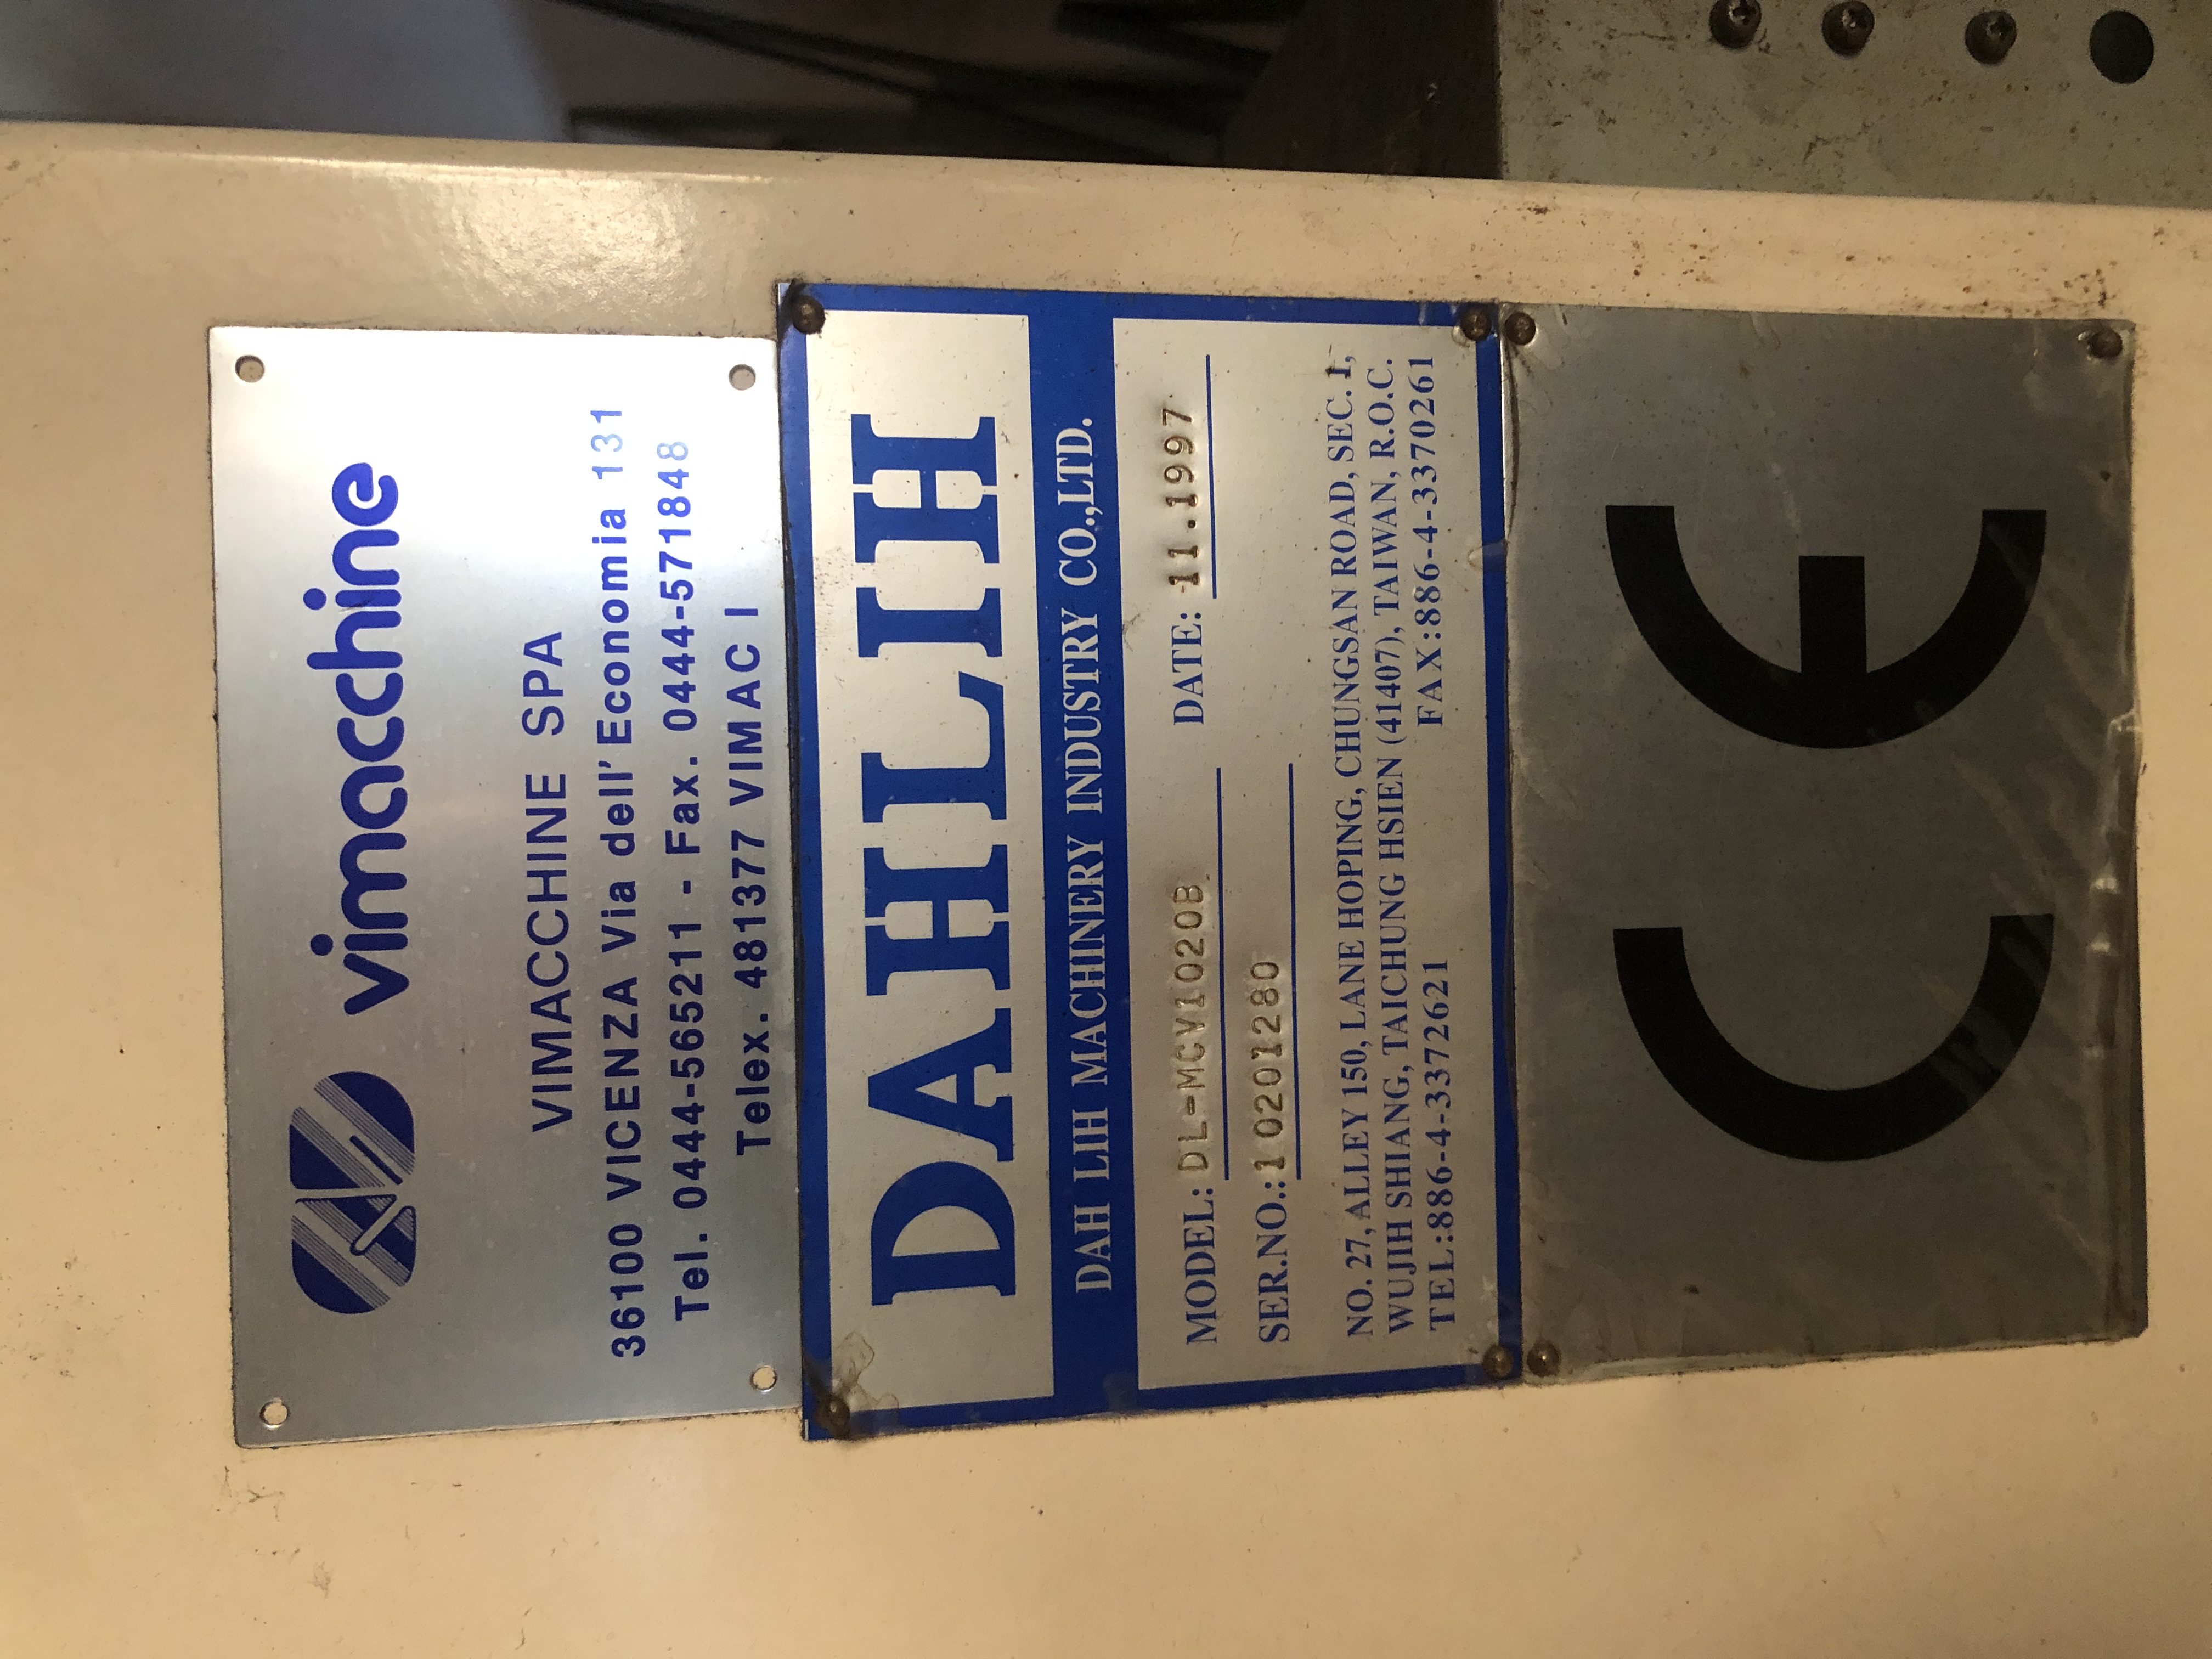 vimacchine
VIMACCHINE SPA
36100 VICENZA Via dell'Economia 131
Tel. 0444-565211 - Fax. 0444-571848
Telex. 481377 VIMAC I
DAHLIH
DAH LIH MACHINERY INDUSTRY CO.,LTD.
MODEL: DL-MCV1020B DATE: 11.1997
SER.NO.: 10201280
NO. 27, ALLEY 150, LANE HOPING, CHUNGSAN ROAD, SEC. 1,
WUJIH SHIANG, TAICHUNG HSIEN (41407), TAIWAN, R.O.C.
TEL:886-4-3372621 FAX:886-4-3370261
CE